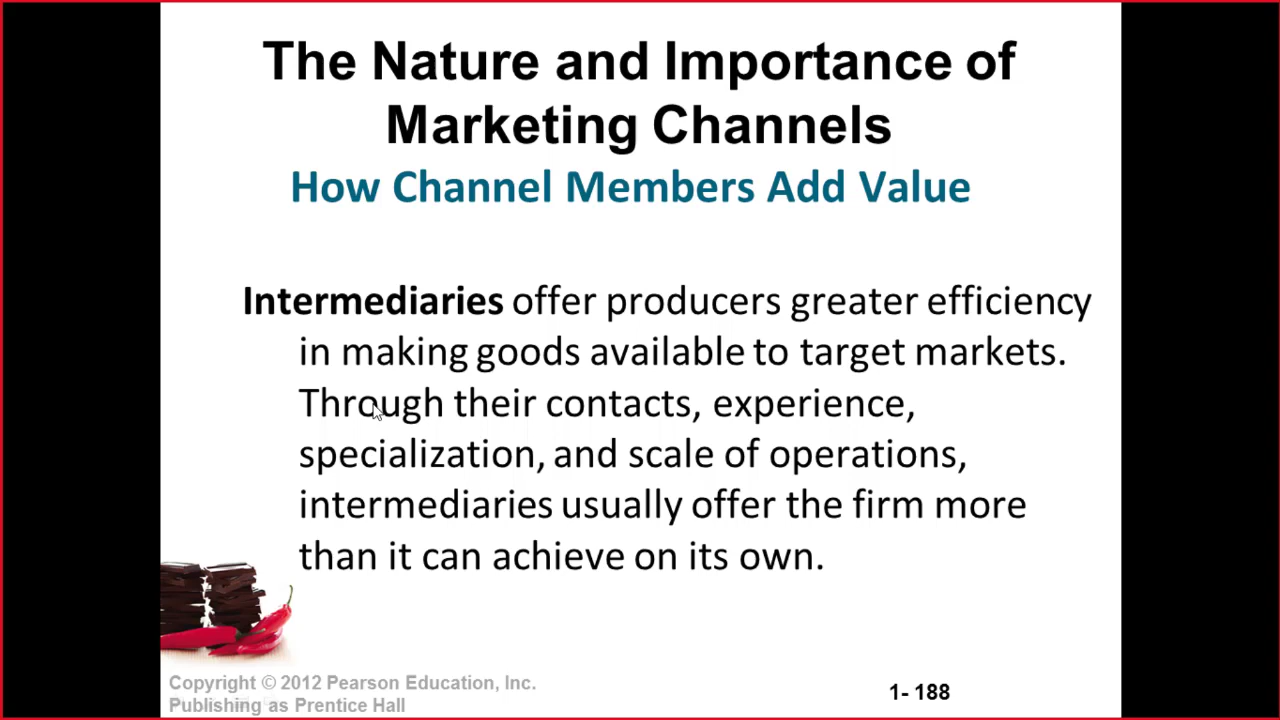 The Nature and Importance of
Marketing Channels
How Channel Members Add Value
Intermediaries offer producers greater efficiency
in making goods available to target markets.
Through their contacts, experience,
specialization, and scale of operations,
intermediaries usually offer the firm more
than it can achieve on its own.
Copyright © 2012 Pearson Education, Inc.
Publishing as Prentice Hall
1- 188